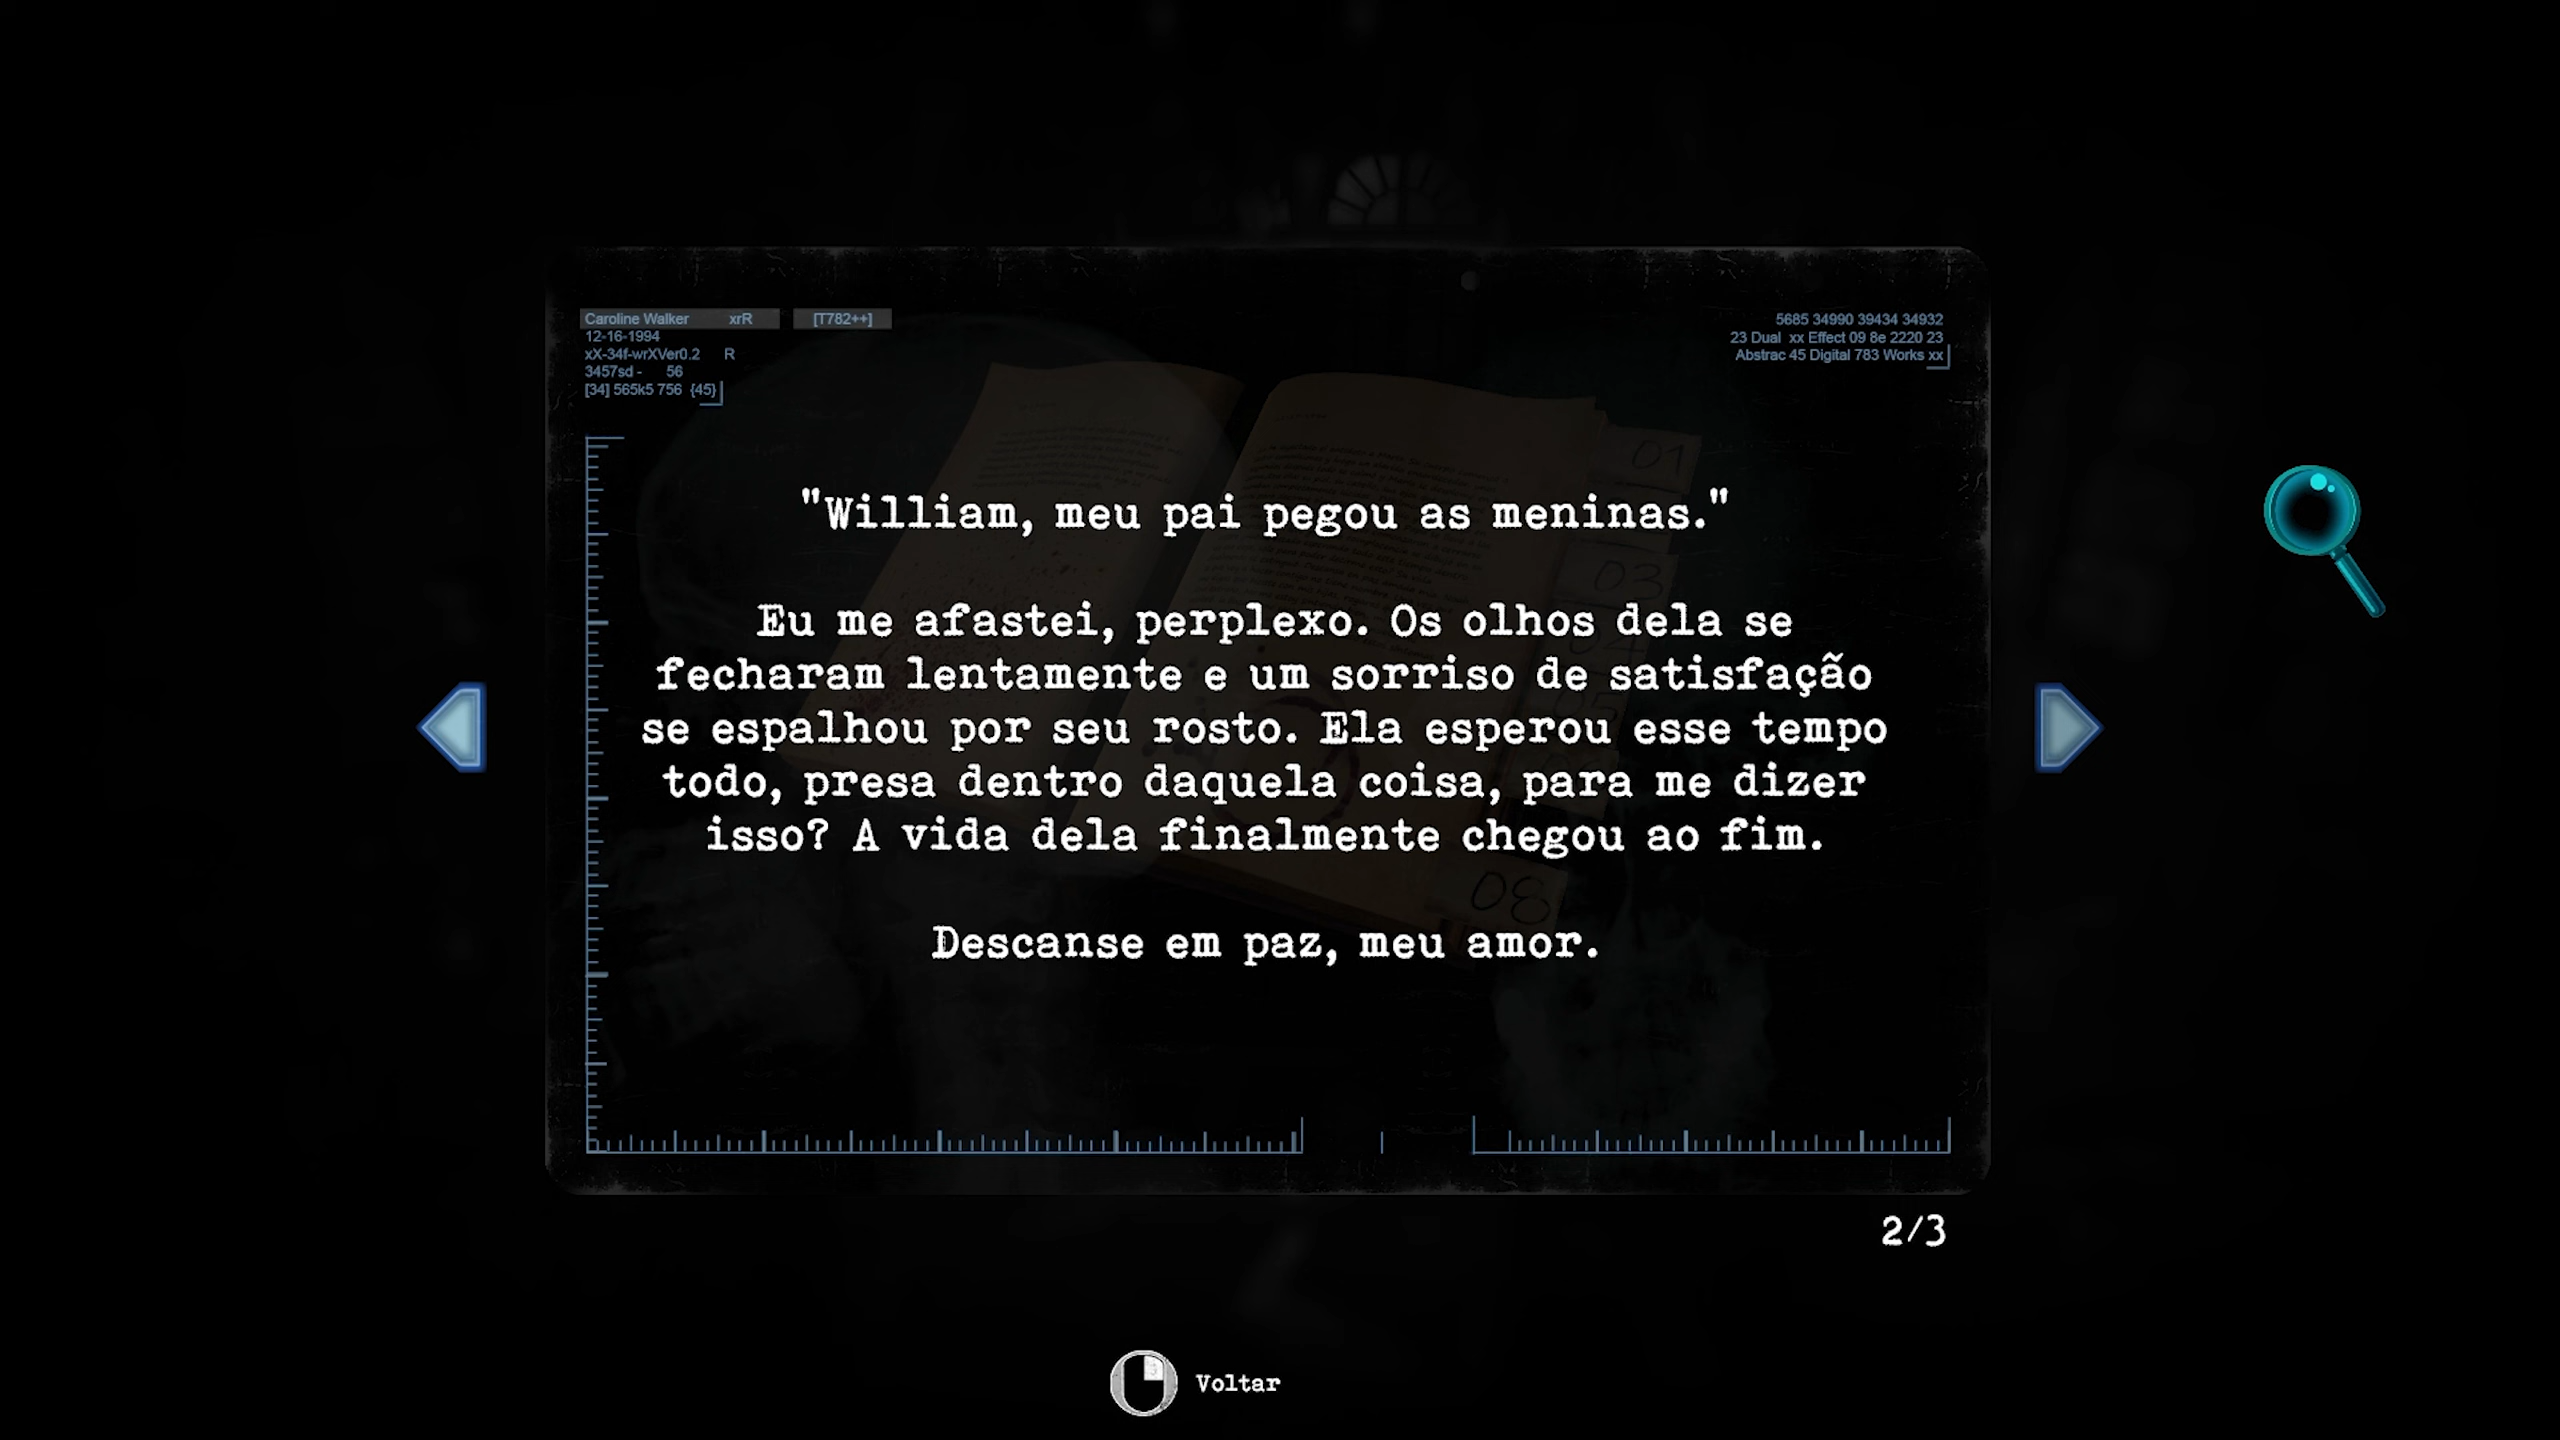 Caroline Walker xrR [T782++]
12-16-1994
xX-34f-wrXVer0.2 R
3457sd - 56
[34] 565k5 756 {45}
5685 34990 39434 34932
23 Dual xx Effect 09 8e 2220 23
Abstrac 45 Digital 783 Works xx
01
03
"William, meu pai pegou as meninas."
Eu me afastei, perplexo. Os olhos dela se
fecharam lentamente e um sorriso de satisfação
se espalhou por seu rosto. Ela esperou esse tempo
todo, presa dentro daquela coisa, para me dizer
isso? A vida dela finalmente chegou ao fim.
08
Descanse em paz, meu amor.
2/3
Voltar